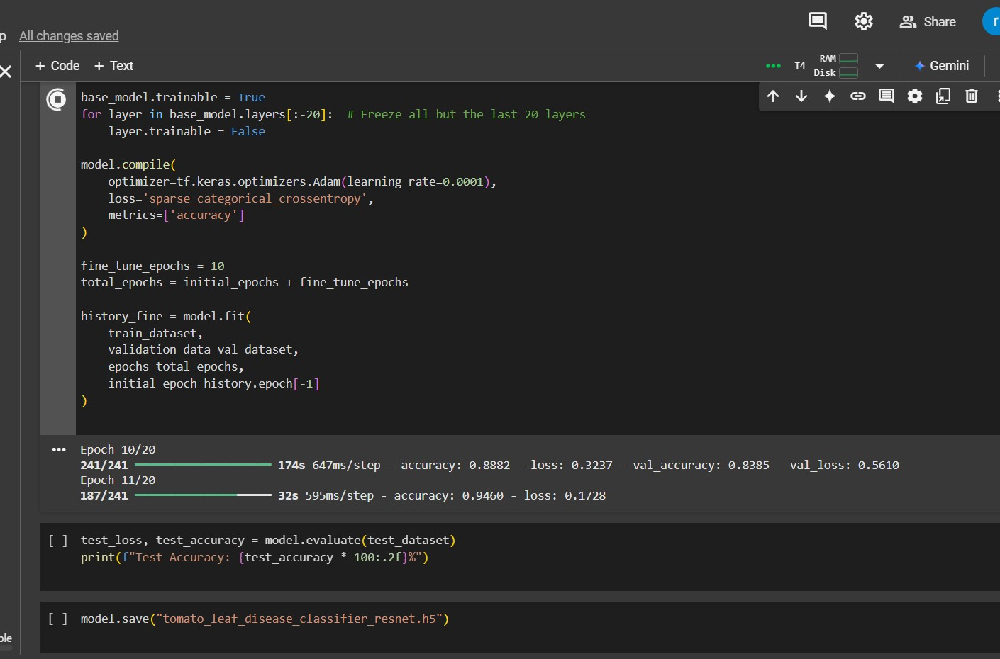 p All changes saved
Share
r
+ Code + Text
T4
RAM
Disk
Gemini
base_model.trainable = True
for layer in base_model.layers[:-20]:  # Freeze all but the last 20 layers
    layer.trainable = False
model.compile(
    optimizer=tf.keras.optimizers.Adam(learning_rate=0.0001),
    loss='sparse_categorical_crossentropy',
    metrics=['accuracy']
)
fine_tune_epochs = 10
total_epochs = initial_epochs + fine_tune_epochs
history_fine = model.fit(
    train_dataset,
    validation_data=val_dataset,
    epochs=total_epochs,
    initial_epoch=history.epoch[-1]
)
Epoch 10/20
241/241 174s 647ms/step - accuracy: 0.8882 - loss: 0.3237 - val_accuracy: 0.8385 - val_loss: 0.5610
Epoch 11/20
187/241 32s 595ms/step - accuracy: 0.9460 - loss: 0.1728
[ ] test_loss, test_accuracy = model.evaluate(test_dataset)
print(f"Test Accuracy: {test_accuracy * 100:.2f}%")
[ ] model.save("tomato_leaf_disease_classifier_resnet.h5")
ble